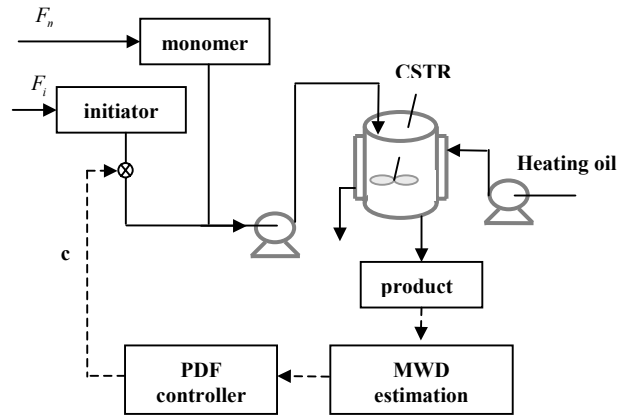 F_n
monomer
F_i
initiator
CSTR
Heating oil
c
product
PDF
controller
MWD
estimation